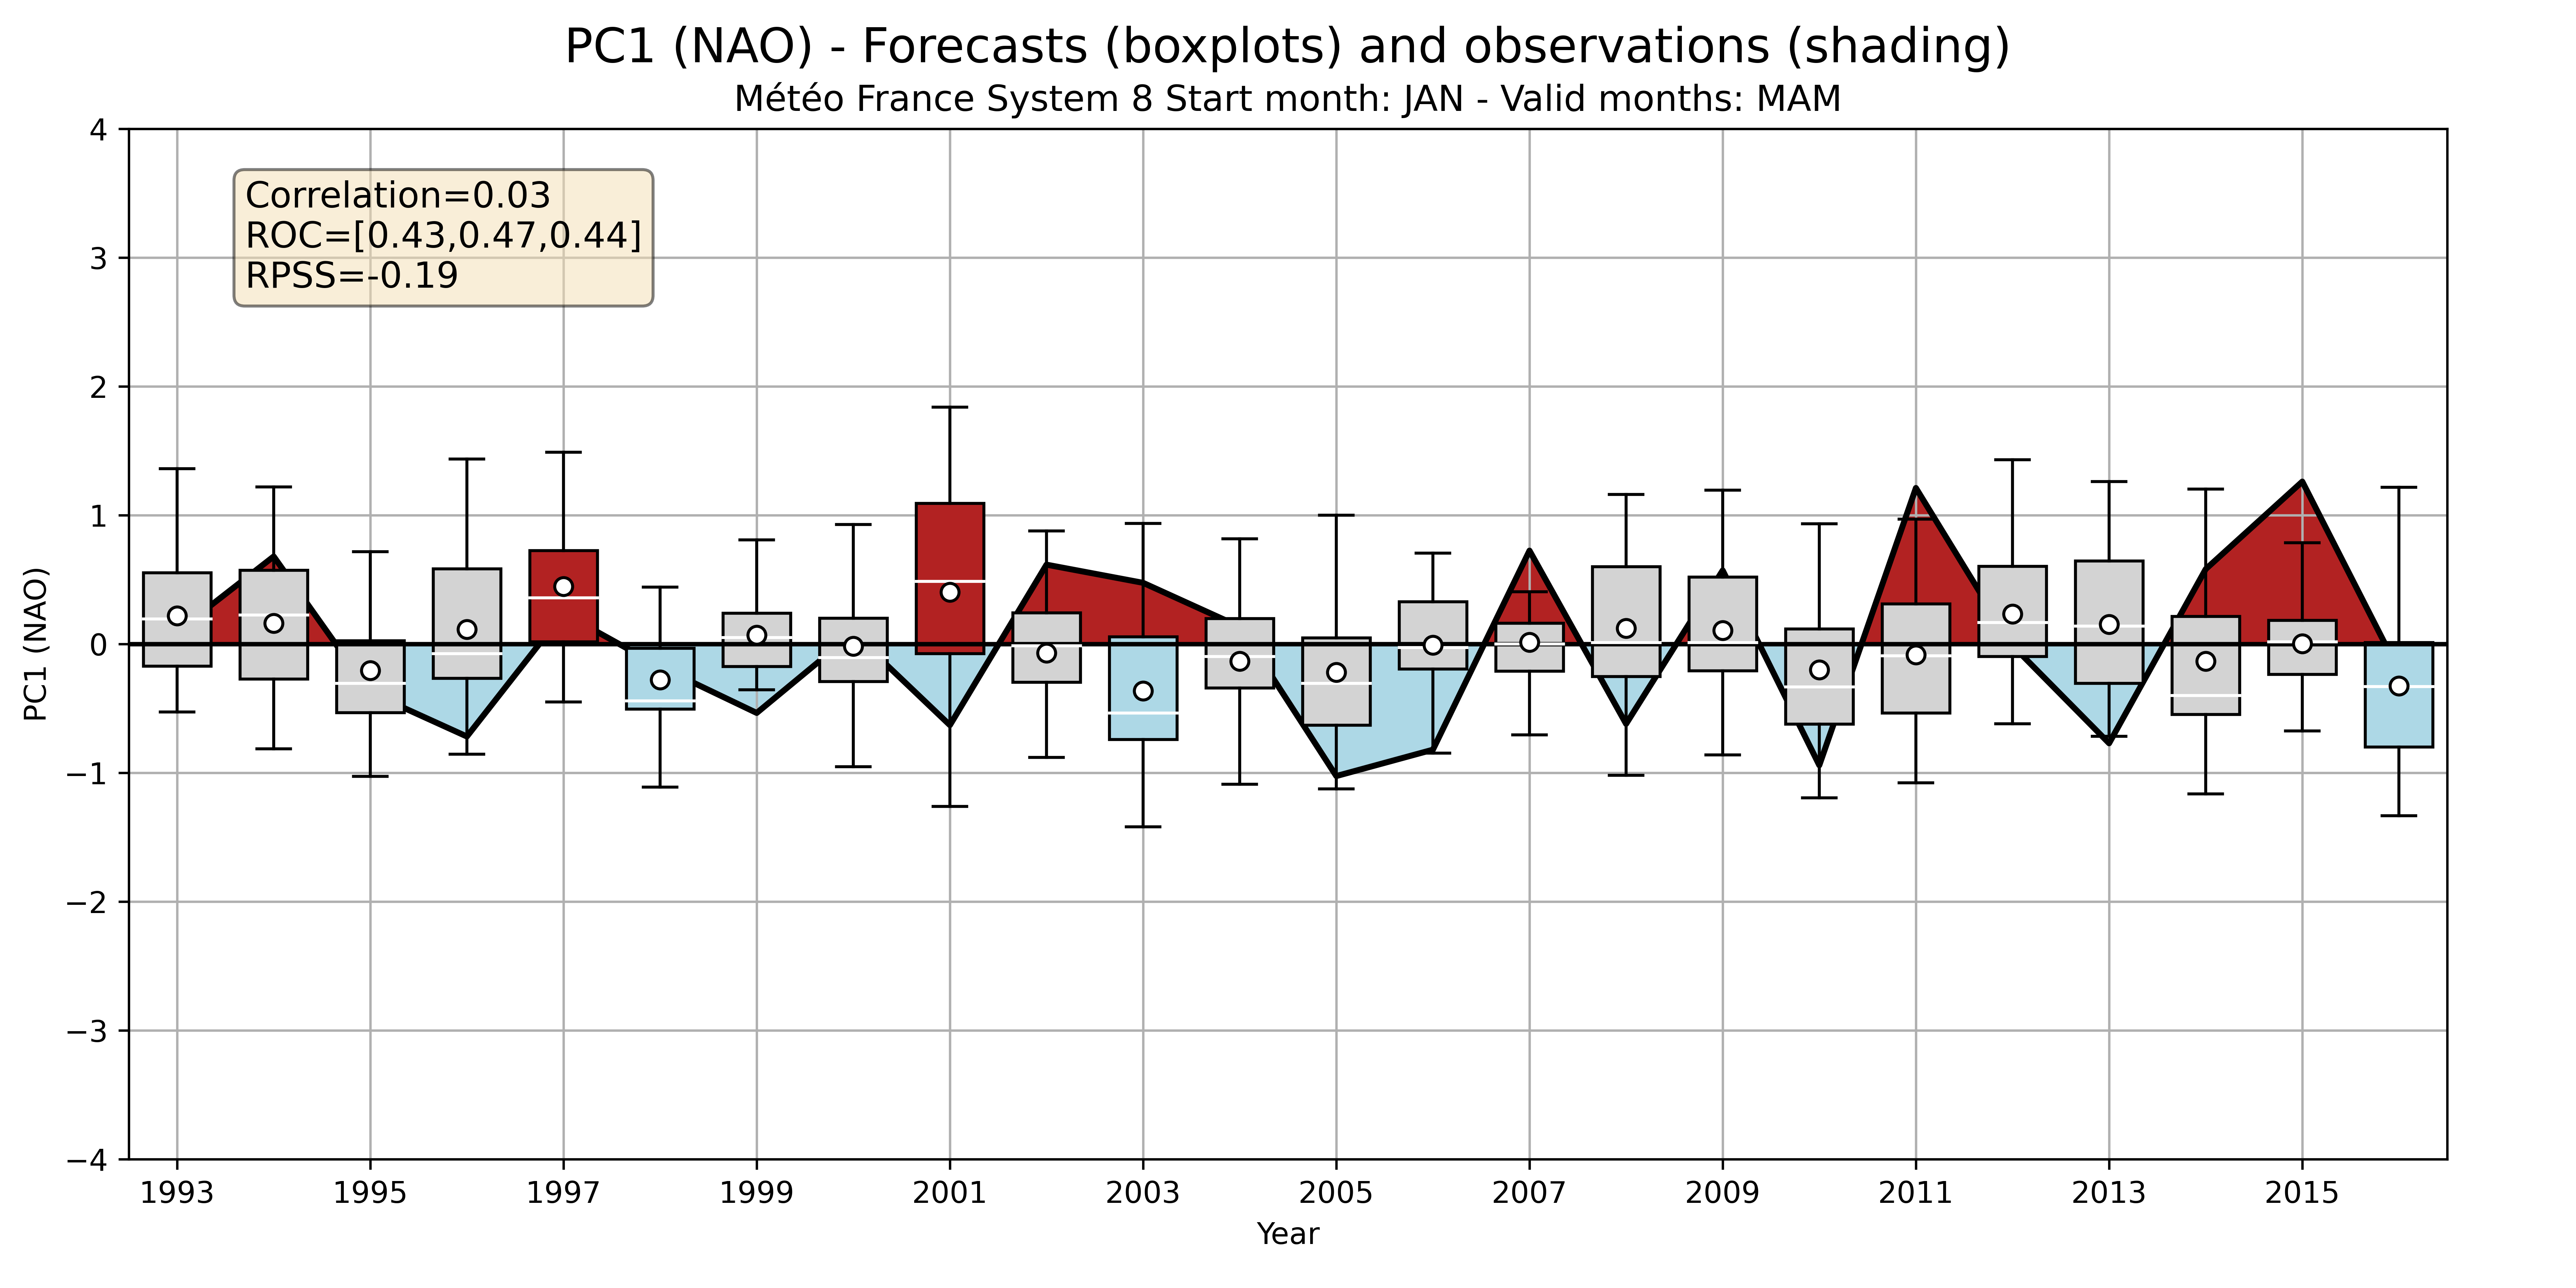 PC1 (NAO) - Forecasts (boxplots) and observations (shading)
Météo France System 8 Start month: JAN - Valid months: MAM
Correlation=0.03
ROC=[0.43,0.47,0.44]
RPSS=-0.19
PC1 (NAO)
4
3
2
1
0
−1
−2
−3
−4
1993 1995 1997 1999 2001 2003 2005 2007 2009 2011 2013 2015
Year